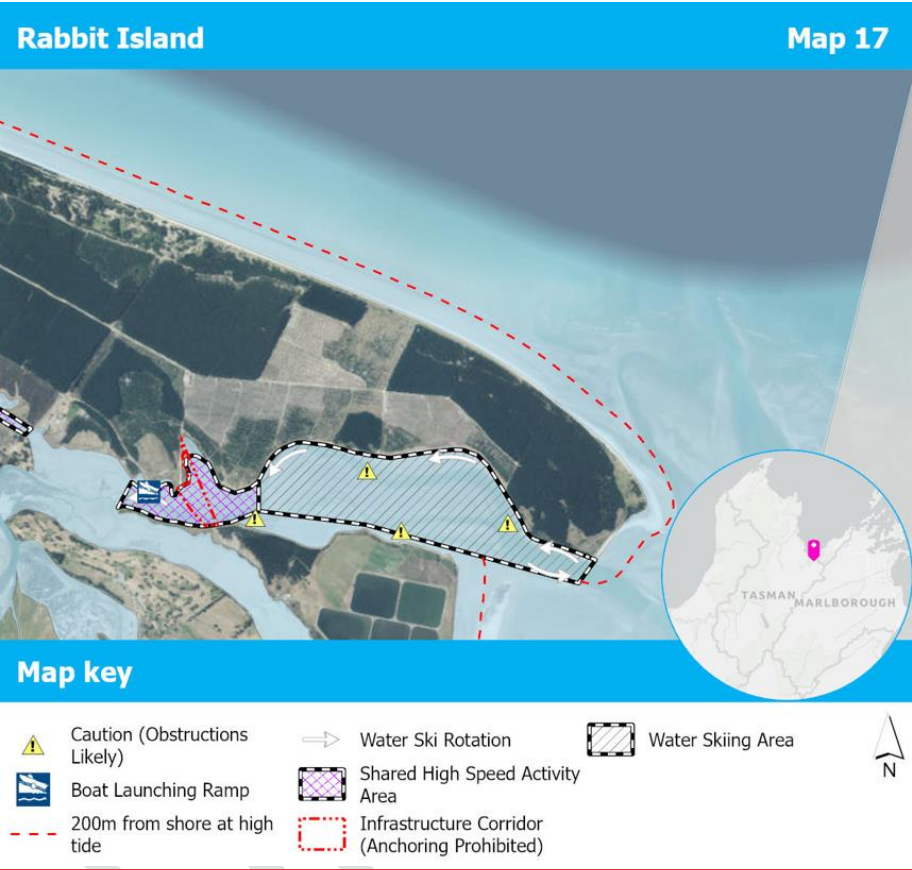 Rabbit Island
Map 17
TASMAN
MARLBOROUGH
Map key
Caution (Obstructions
Likely)
Boat Launching Ramp
200m from shore at high
tide
Water Ski Rotation
Shared High Speed Activity
Area
Infrastructure Corridor
(Anchoring Prohibited)
Water Skiing Area
N